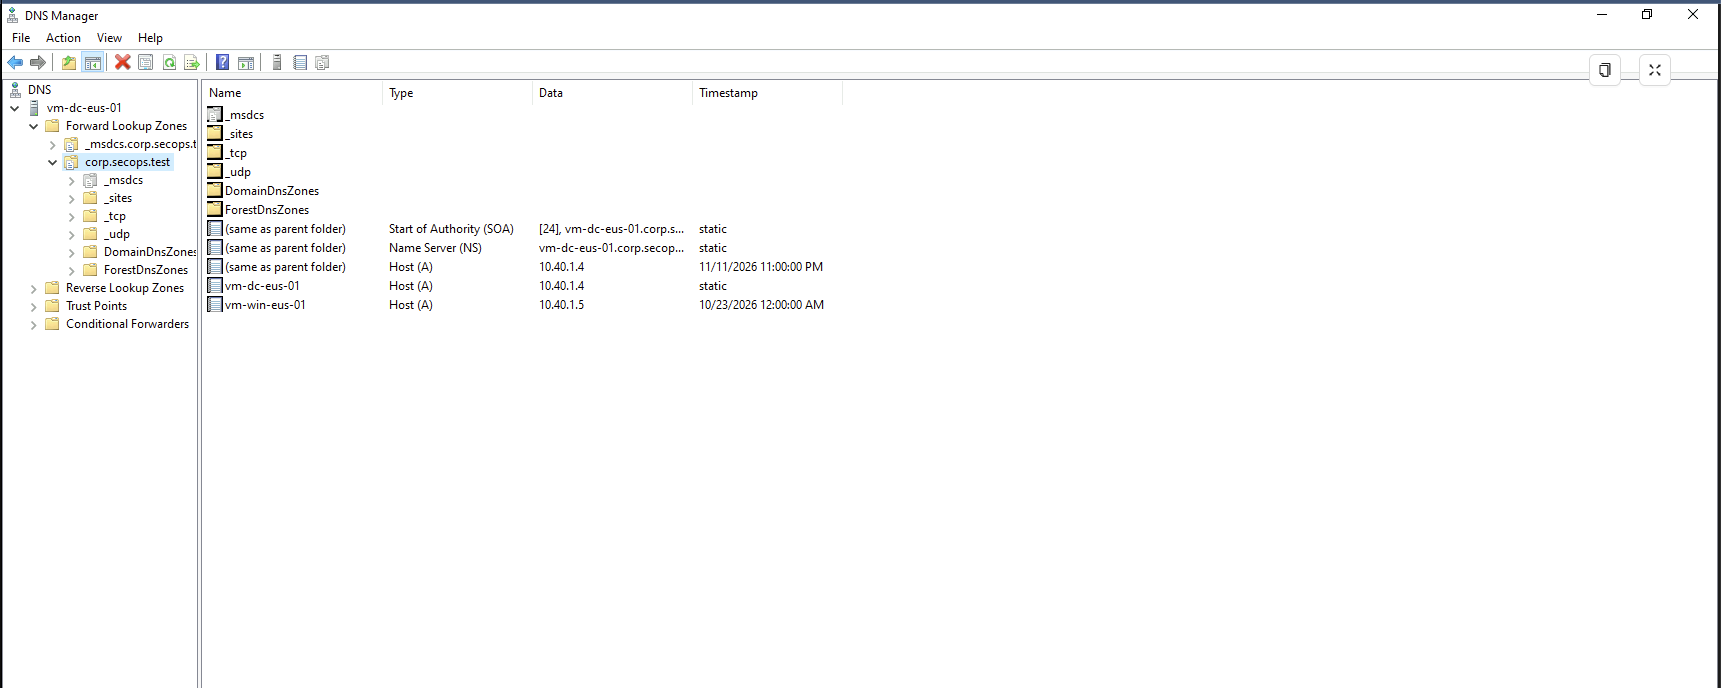 DNS Manager
File Action View Help
DNS
vm-dc-eus-01
Forward Lookup Zones
_msdcs.corp.secops.t
corp.secops.test
_msdcs
_sites
_tcp
_udp
DomainDnsZones
ForestDnsZones
Reverse Lookup Zones
Trust Points
Conditional Forwarders
Name Type Data Timestamp
_msdcs
_sites
_tcp
_udp
DomainDnsZones
ForestDnsZones
(same as parent folder) Start of Authority (SOA) [24], vm-dc-eus-01.corp.s... static
(same as parent folder) Name Server (NS) vm-dc-eus-01.corp.secop... static
(same as parent folder) Host (A) 10.40.1.4 11/11/2026 11:00:00 PM
vm-dc-eus-01 Host (A) 10.40.1.4 static
vm-win-eus-01 Host (A) 10.40.1.5 10/23/2026 12:00:00 AM